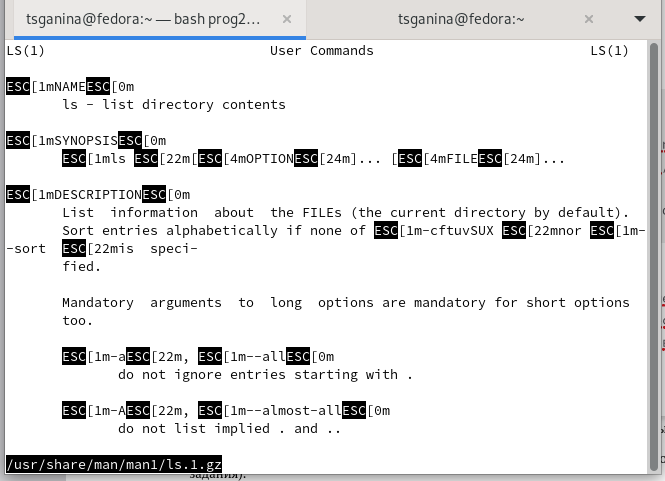 tsganina@fedora:~ — bash prog2… × tsganina@fedora:~ ×
LS(1) User Commands LS(1)
ESC[1mNAMEESC[0m
ls - list directory contents
ESC[1mSYNOPSISESC[0m
ESC[1mls ESC[22m[ESC[4mOPTIONESC[24m]... [ESC[4mFILEESC[24m]...
ESC[1mDESCRIPTIONESC[0m
List information about the FILEs (the current directory by default).
Sort entries alphabetically if none of ESC[1m-cftuvSUX ESC[22mnor ESC[1m-
-sort ESC[22mis speci-
fied.
Mandatory arguments to long options are mandatory for short options
too.
ESC[1m-aESC[22m, ESC[1m--allESC[0m
do not ignore entries starting with .
ESC[1m-AESC[22m, ESC[1m--almost-allESC[0m
do not list implied . and ..
/usr/share/man/man1/ls.1.gz
задания).